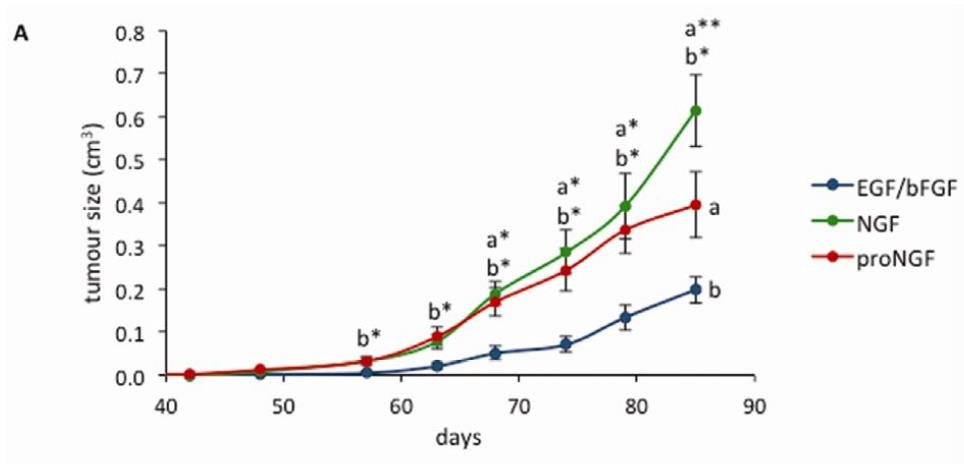 A
0.8
0.7
0.6
0.5
0.4
0.3
0.2
0.1
0.0
tumour size (cm³)
40 50 60 70 80 90
days
b*
b*
a*
b*
a*
b*
a*
b*
a**
b*
a
b
EGF/bFGF
NGF
proNGF